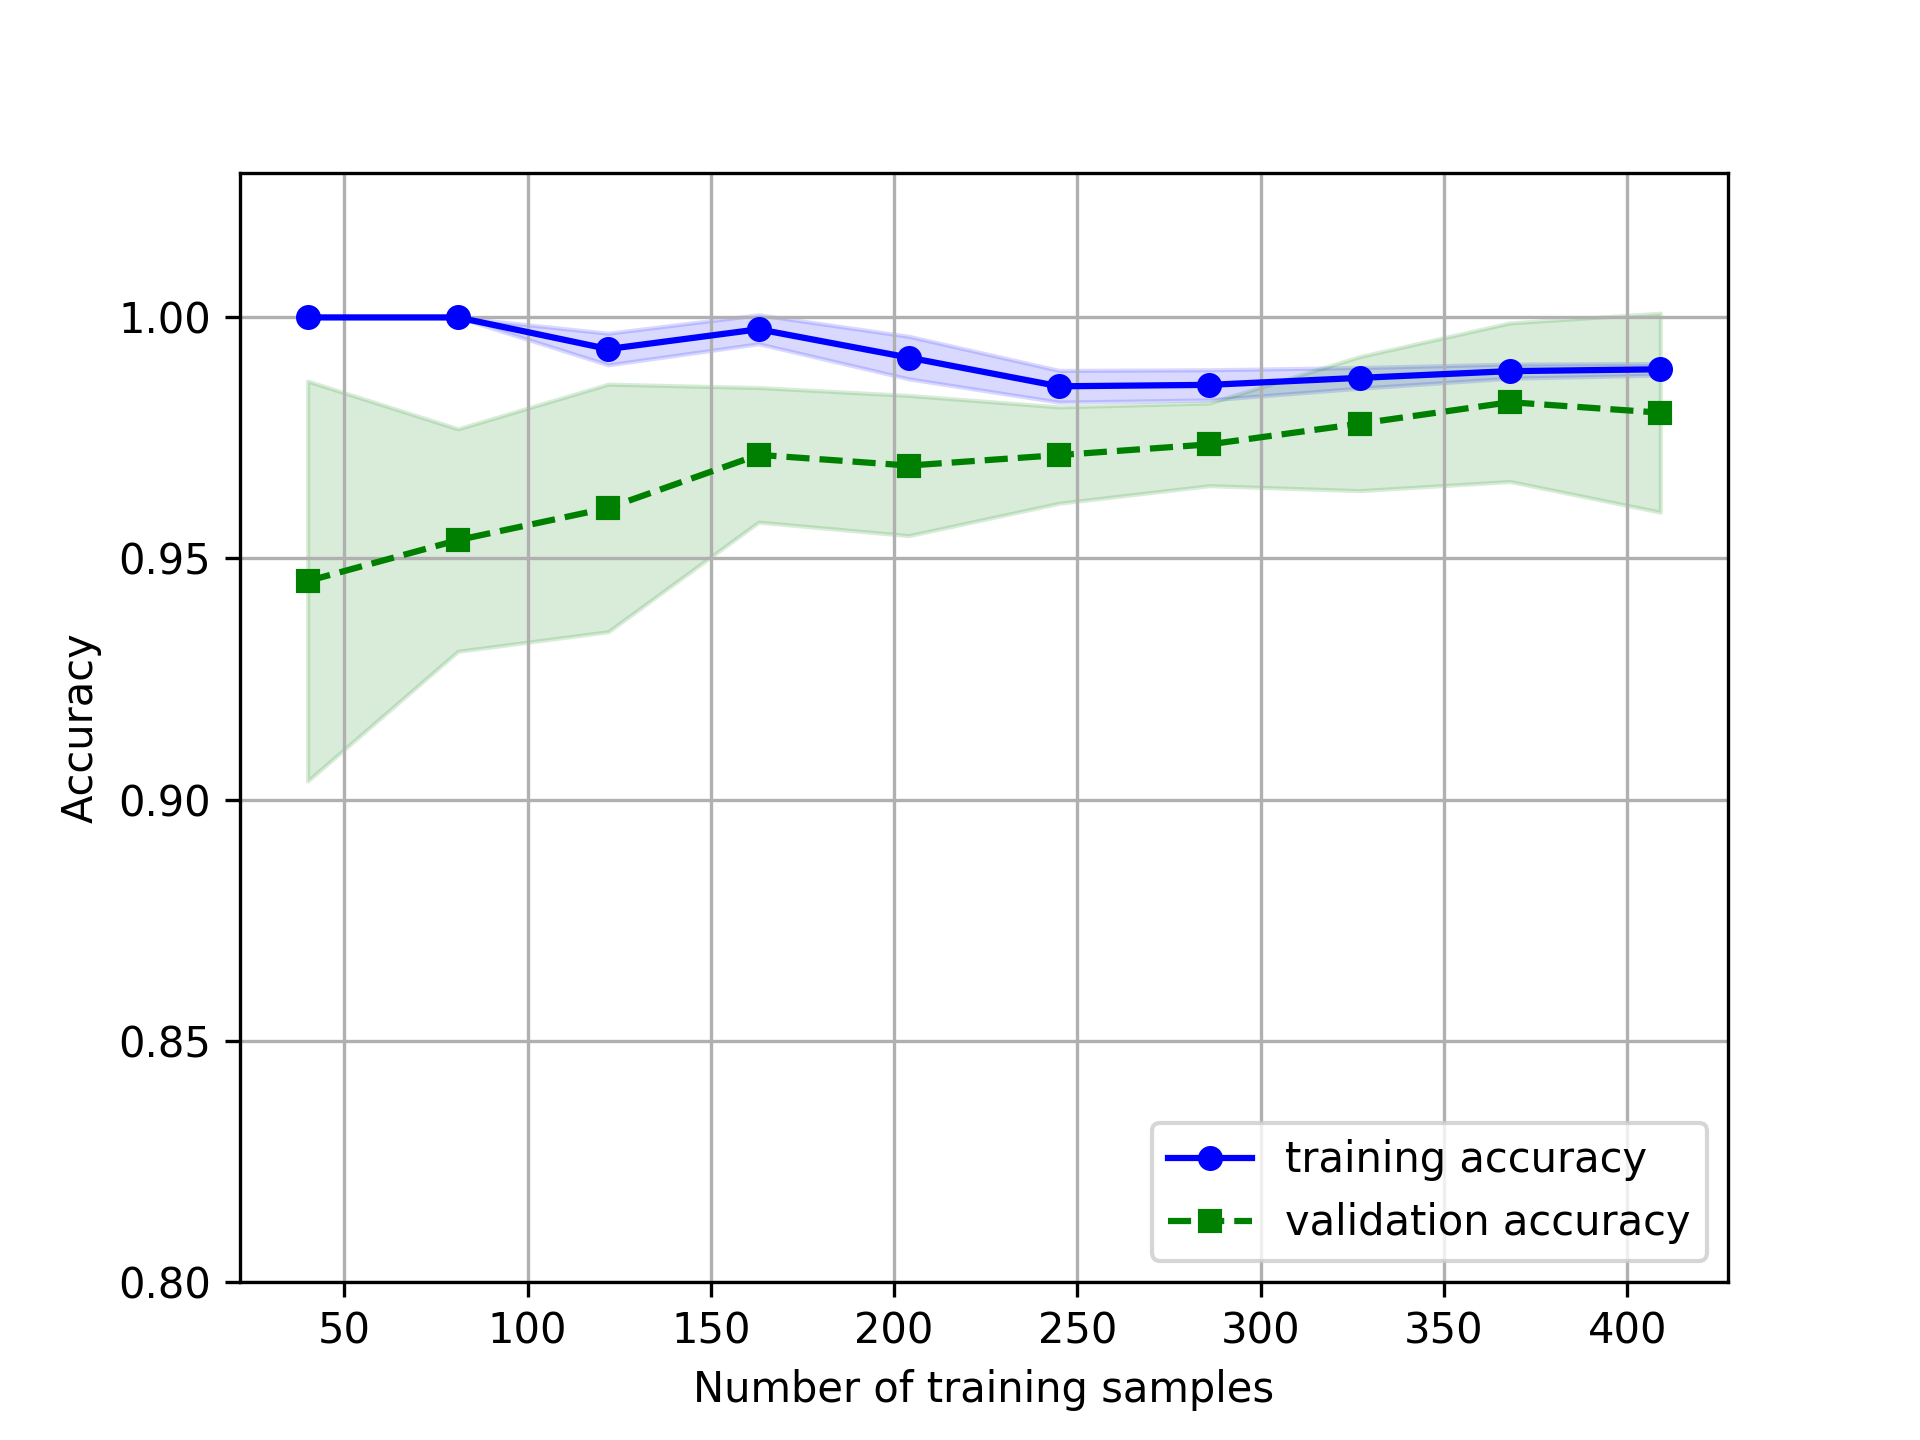 1.00
0.95
0.90
0.85
0.80
Accuracy
50 100 150 200 250 300 350 400
Number of training samples
training accuracy
validation accuracy